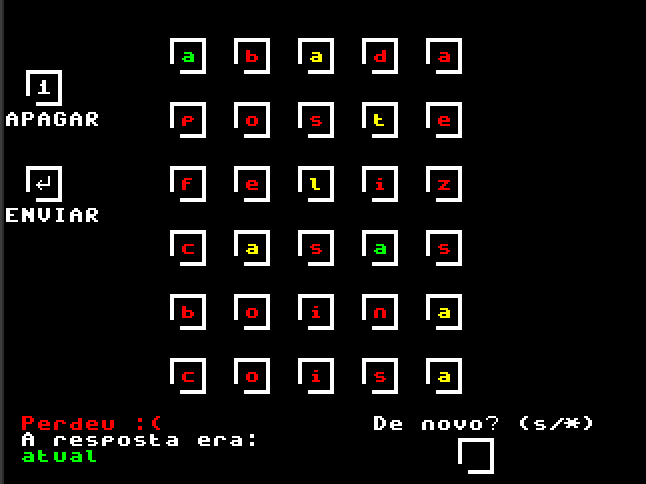 a b a d a
1
APAGAR
p o s t e
f e l i z
↵
ENVIAR
c a s a s
b o i n a
c o i s a
Perdeu :(
A resposta era:
atual
De novo? (s/*)